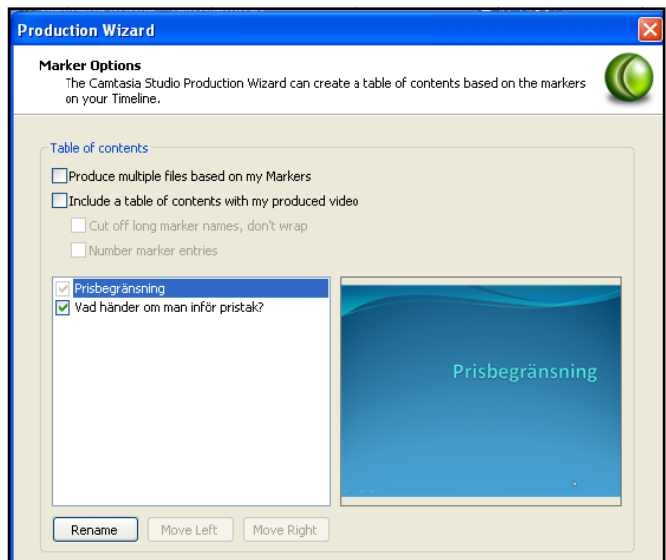 Production Wizard
Marker Options
The Camtasia Studio Production Wizard can create a table of contents based on the markers
on your Timeline.
Table of contents
Produce multiple files based on my Markers
Include a table of contents with my produced video
Cut off long marker names, don't wrap
Number marker entries
Prisbegränsning
Vad händer om man inför pristak?
Prisbegränsning
Rename
Move Left
Move Right